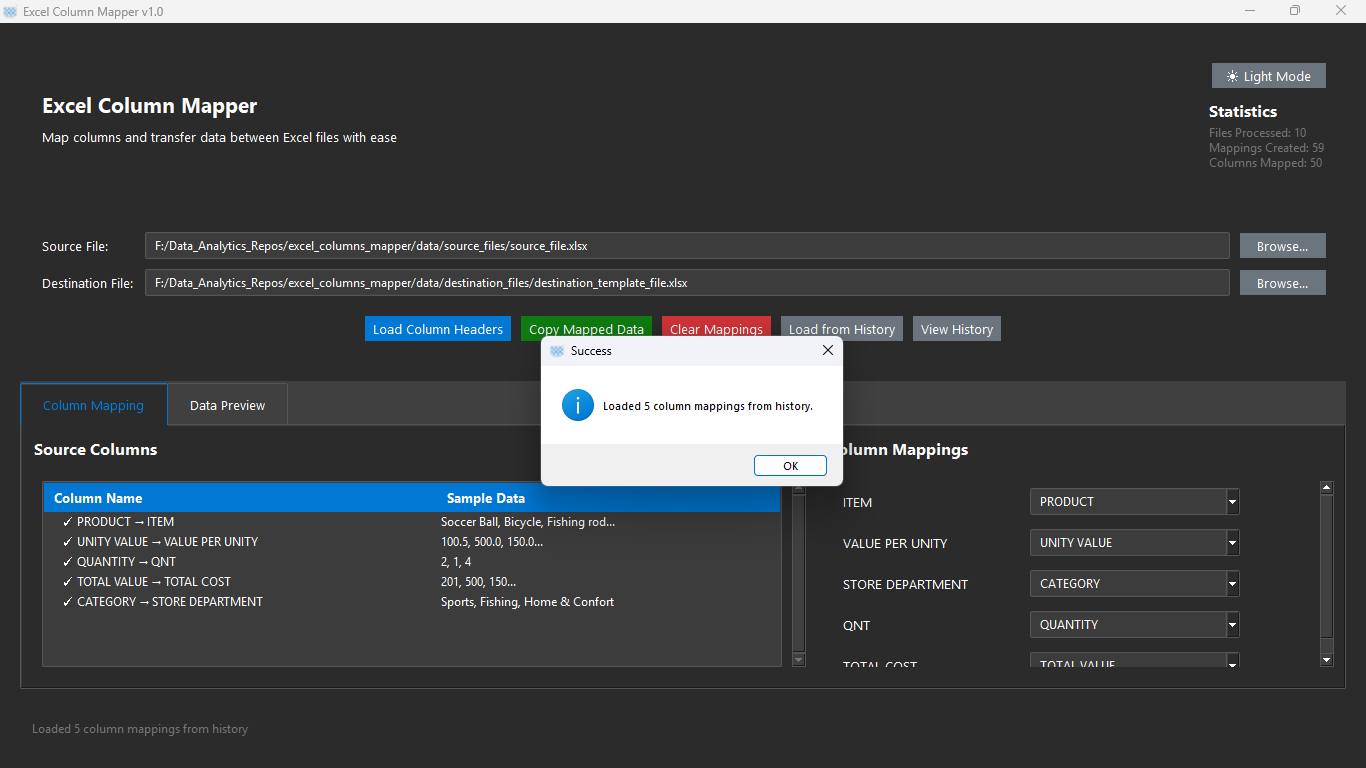 Excel Column Mapper v1.0
☀ Light Mode
Excel Column Mapper
Map columns and transfer data between Excel files with ease
Statistics
Files Processed: 10
Mappings Created: 59
Columns Mapped: 50
Source File: F:/Data_Analytics_Repos/excel_columns_mapper/data/source_files/source_file.xlsx Browse...
Destination File: F:/Data_Analytics_Repos/excel_columns_mapper/data/destination_files/destination_template_file.xlsx Browse...
Load Column Headers Copy Mapped Data Clear Mappings Load from History View History
Success
Loaded 5 column mappings from history.
OK
Column Mapping Data Preview
Source Columns
Column Name Sample Data
✓ PRODUCT → ITEM Soccer Ball, Bicycle, Fishing rod...
✓ UNITY VALUE → VALUE PER UNITY 100.5, 500.0, 150.0...
✓ QUANTITY → QNT 2, 1, 4
✓ TOTAL VALUE → TOTAL COST 201, 500, 150...
✓ CATEGORY → STORE DEPARTMENT Sports, Fishing, Home & Confort
olumn Mappings
ITEM PRODUCT
VALUE PER UNITY UNITY VALUE
STORE DEPARTMENT CATEGORY
QNT QUANTITY
TOTAL COST TOTAL VALUE
Loaded 5 column mappings from history